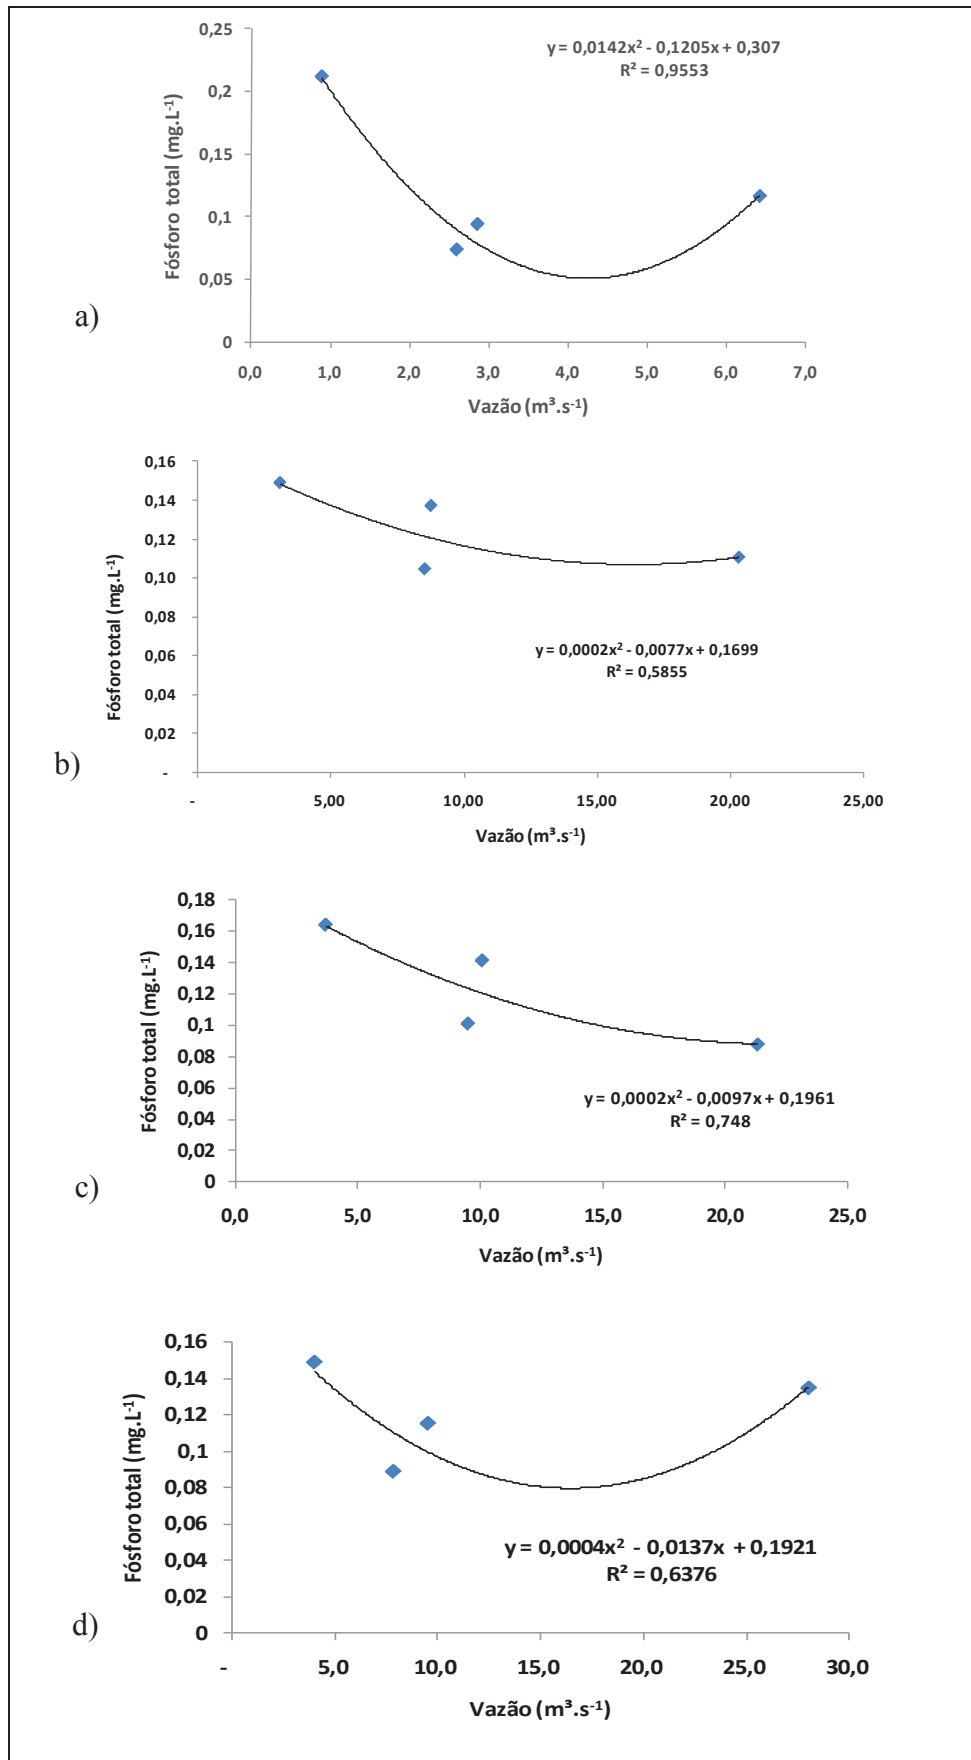 0,25
0,2
0,15
0,1
0,05
0
Fósforo total (mg.L⁻¹)
y = 0,0142x² - 0,1205x + 0,307
R² = 0,9553
a)
0,0 1,0 2,0 3,0 4,0 5,0 6,0 7,0
Vazão (m³.s⁻¹)
0,16
0,14
0,12
0,10
0,08
0,06
0,04
0,02
-
Fósforo total (mg.L⁻¹)
y = 0,0002x² - 0,0077x + 0,1699
R² = 0,5855
b)
- 5,00 10,00 15,00 20,00 25,00
Vazão (m³.s⁻¹)
0,18
0,16
0,14
0,12
0,1
0,08
0,06
0,04
0,02
0
Fósforo total (mg.L⁻¹)
y = 0,0002x² - 0,0097x + 0,1961
R² = 0,748
c)
0,0 5,0 10,0 15,0 20,0 25,0
Vazão (m³.s⁻¹)
0,16
0,14
0,12
0,1
0,08
0,06
0,04
0,02
0
Fósforo total (mg.L⁻¹)
y = 0,0004x² - 0,0137x + 0,1921
R² = 0,6376
d)
- 5,0 10,0 15,0 20,0 25,0 30,0
Vazão (m³.s⁻¹)